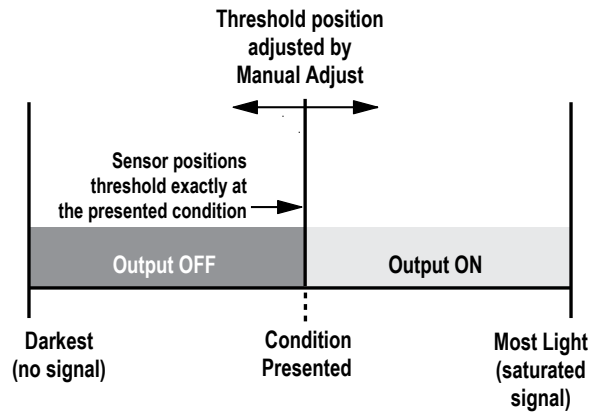 Threshold position
adjusted by
Manual Adjust
Sensor positions
threshold exactly at
the presented condition
Output OFF
Output ON
Darkest
(no signal)
Condition
Presented
Most Light
(saturated
signal)